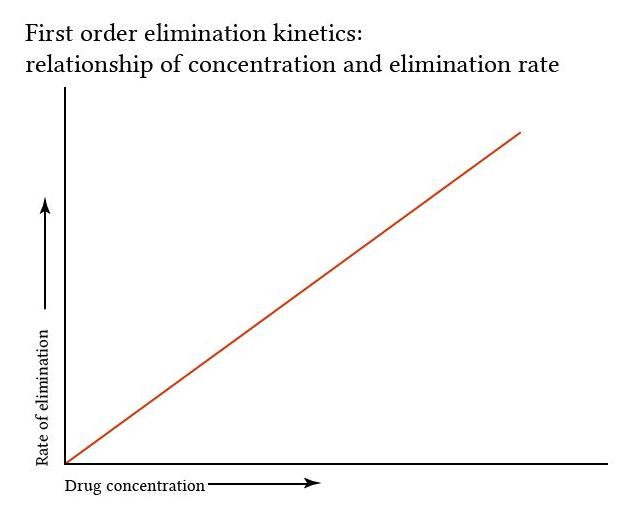 First order elimination kinetics:
relationship of concentration and elimination rate
Rate of elimination
Drug concentration